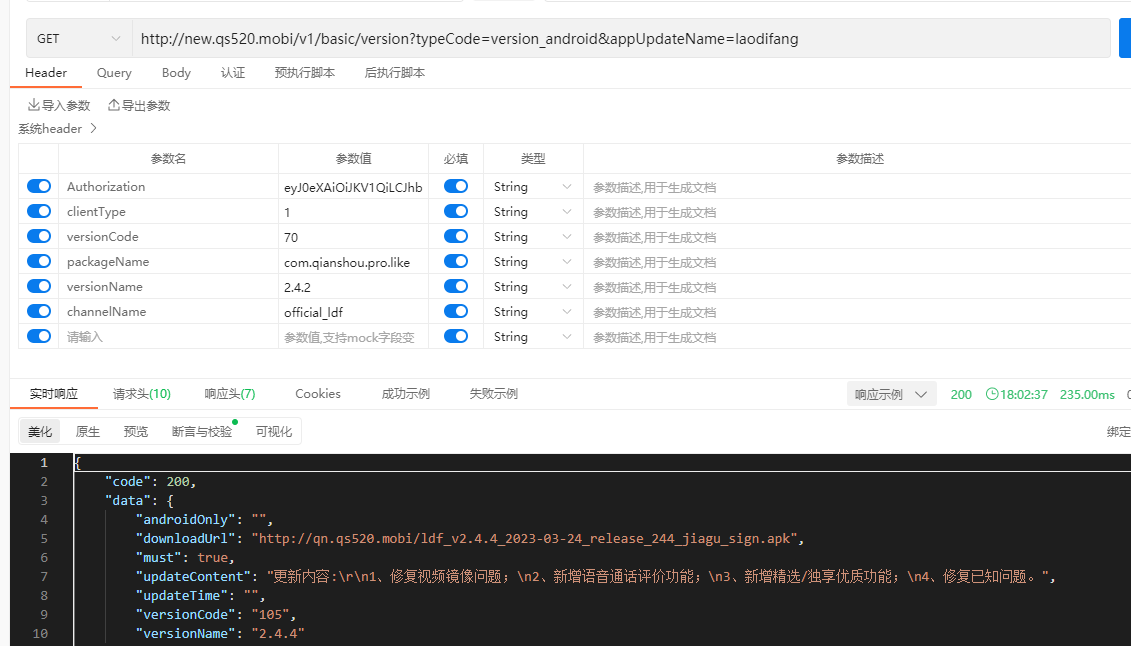 GET http://new.qs520.mobi/v1/basic/version?typeCode=version_android&appUpdateName=laodifang
Header Query Body 认证 预执行脚本 后执行脚本
导入参数 导出参数
系统header
参数名 参数值 必填 类型 参数描述
Authorization eyJ0eXAiOiJKV1QiLCJhb String 参数描述,用于生成文档
clientType 1 String 参数描述,用于生成文档
versionCode 70 String 参数描述,用于生成文档
packageName com.qianshou.pro.like String 参数描述,用于生成文档
versionName 2.4.2 String 参数描述,用于生成文档
channelName official_ldf String 参数描述,用于生成文档
请输入 参数值,支持mock字段变 String 参数描述,用于生成文档
实时响应 请求头(10) 响应头(7) Cookies 成功示例 失败示例 响应示例 200 18:02:37 235.00ms
美化 原生 预览 断言与校验 可视化 绑定
1 {
2 "code": 200,
3 "data": {
4 "androidOnly": "",
5 "downloadUrl": "http://qn.qs520.mobi/ldf_v2.4.4_2023-03-24_release_244_jiagu_sign.apk",
6 "must": true,
7 "updateContent": "更新内容:\r\n1、修复视频镜像问题；\n2、新增语音通话评价功能；\n3、新增精选/独享优质功能；\n4、修复已知问题。",
8 "updateTime": "",
9 "versionCode": "105",
10 "versionName": "2.4.4"